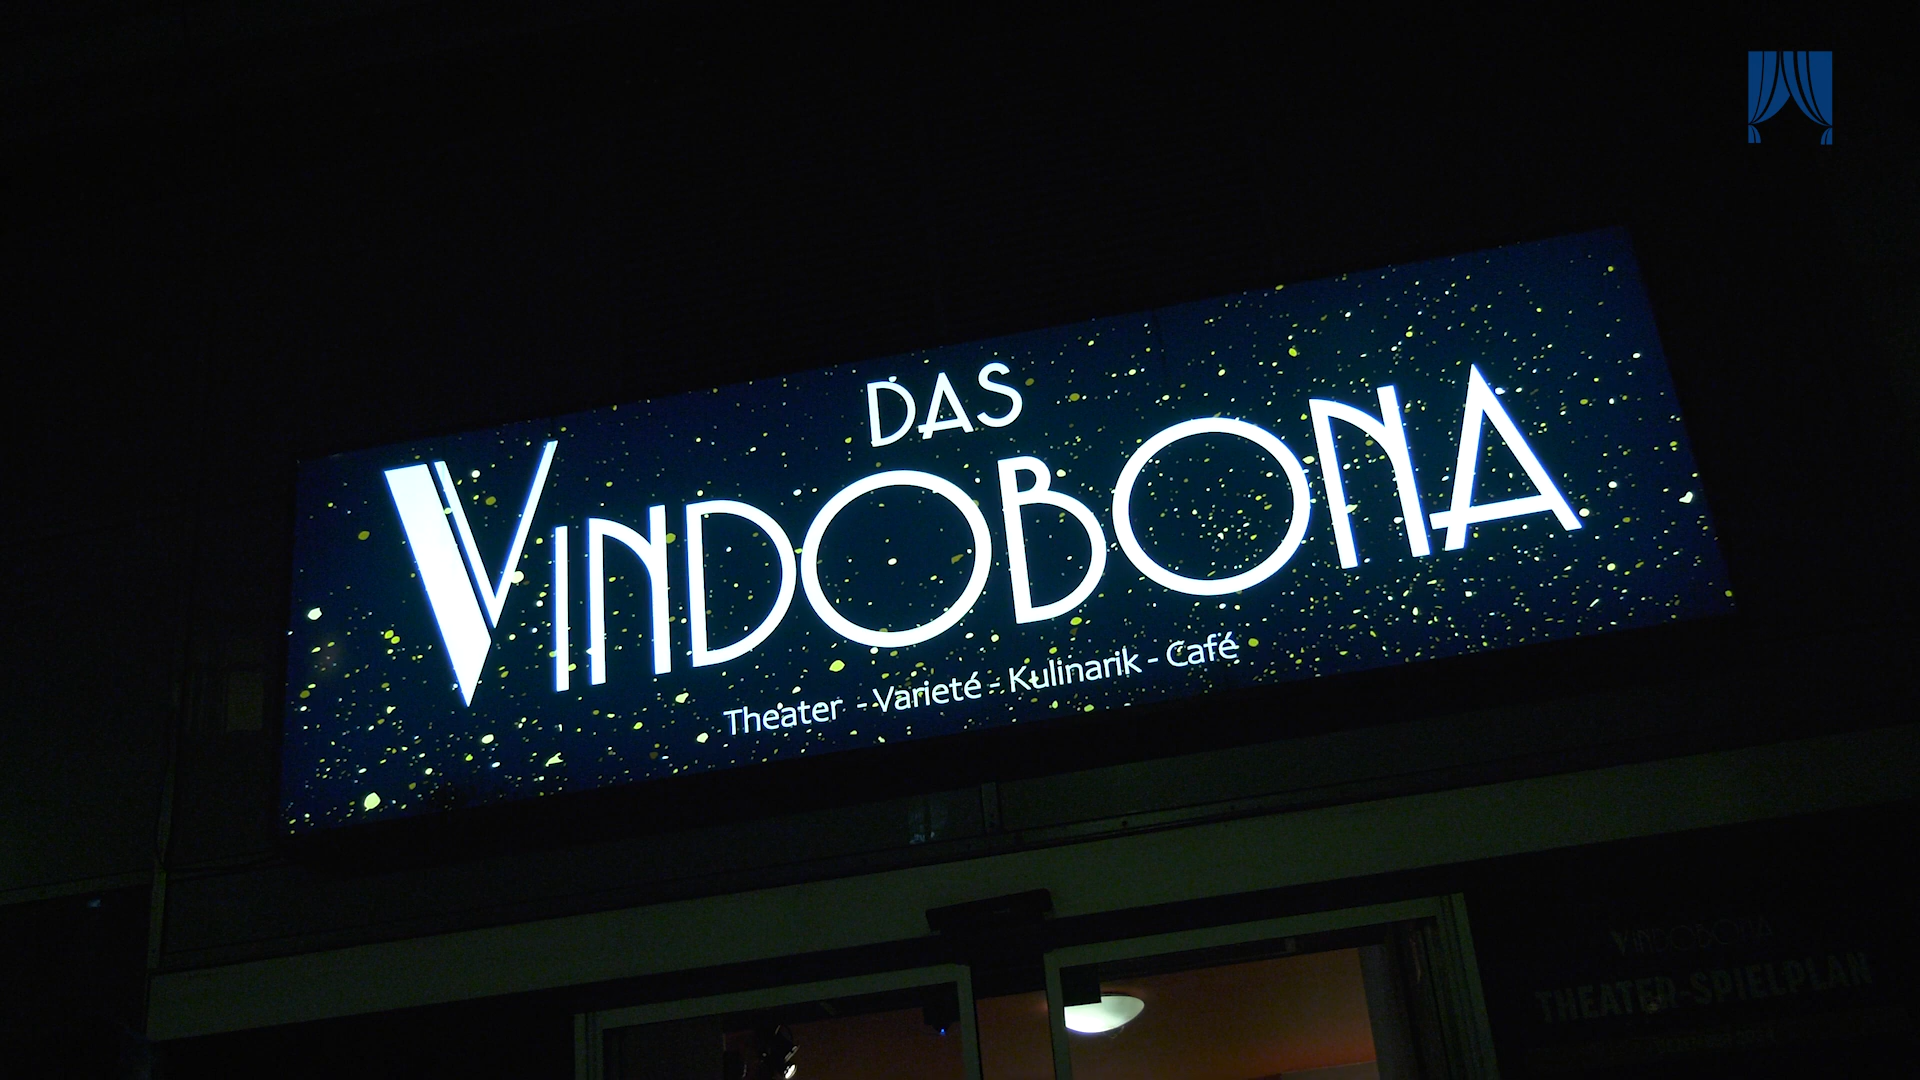 DAS
VINDOBONA
Theater - Varieté - Kulinarik - Café
VINDOBONA
THEATER-SPIELPLAN